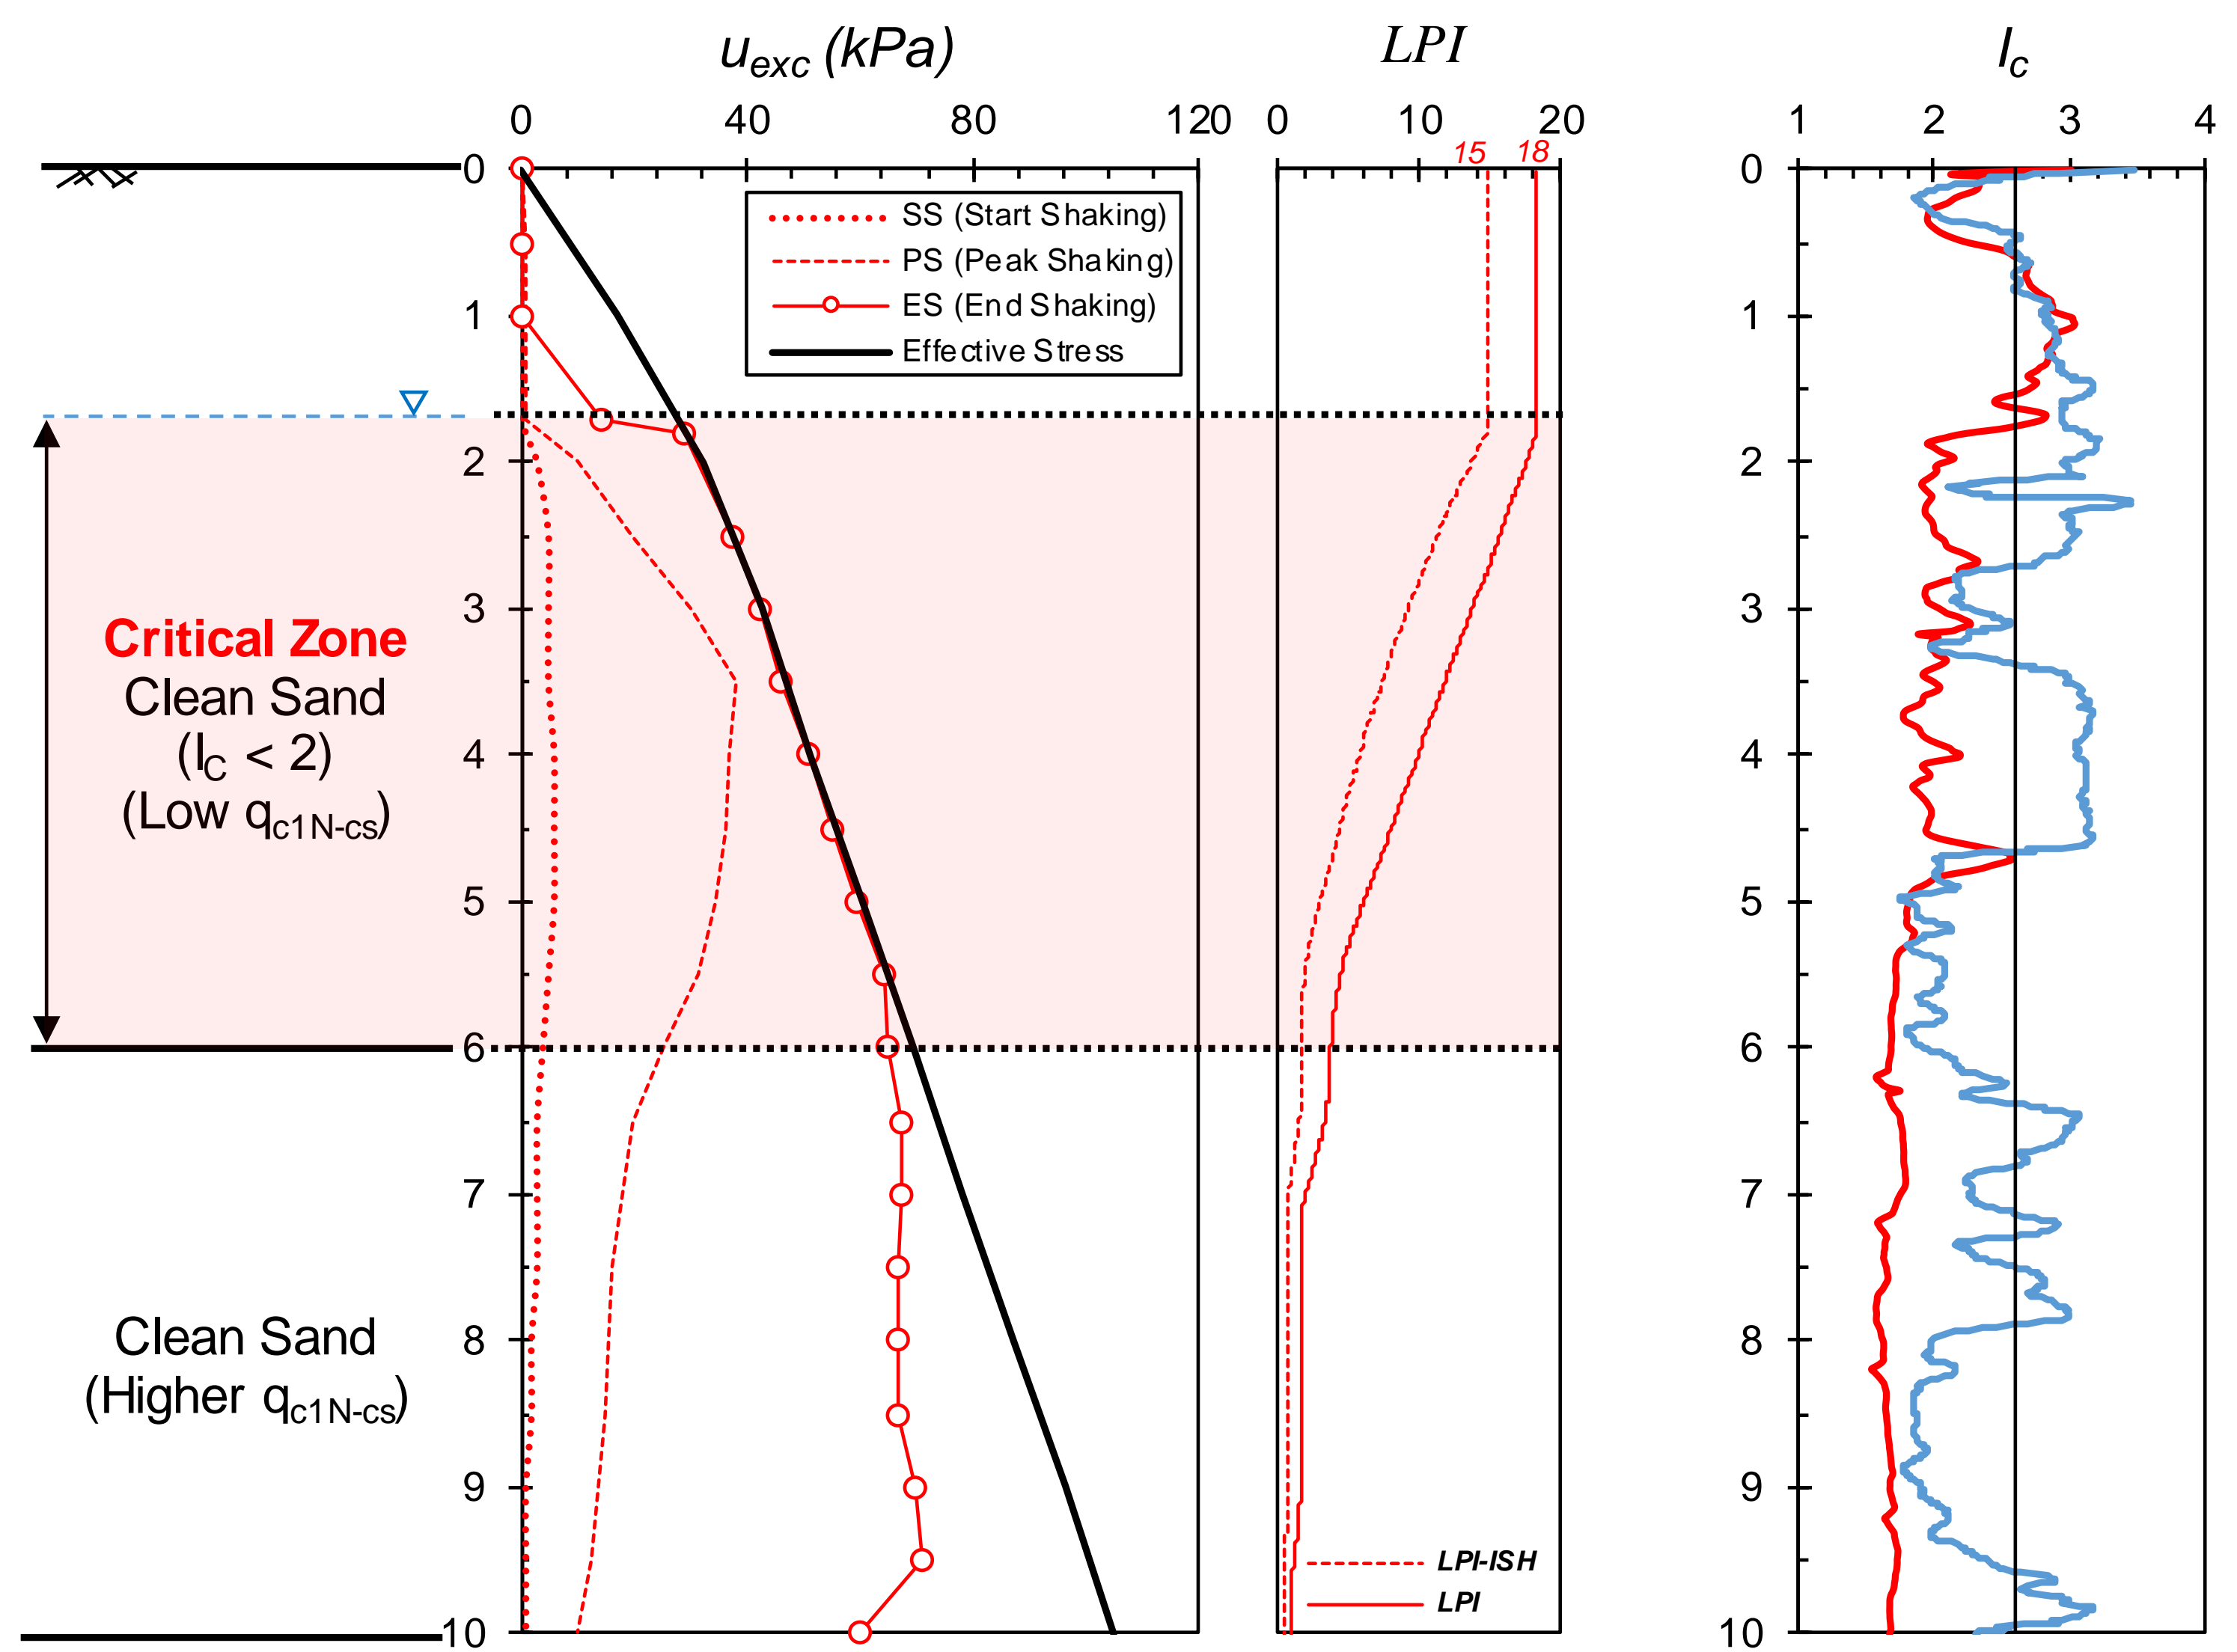 u_exc (kPa)
LPI
I_c
0 40 80 120
0 10 20
1 2 3 4
15 18
SS (Start Shaking)
PS (Peak Shaking)
ES (End Shaking)
Effective Stress
0
1
2
3
4
5
6
7
8
9
10
Critical Zone
Clean Sand
(I_C < 2)
(Low q_c1N-cs)
Clean Sand
(Higher q_c1N-cs)
LPI-ISH
LPI
0
1
2
3
4
5
6
7
8
9
10